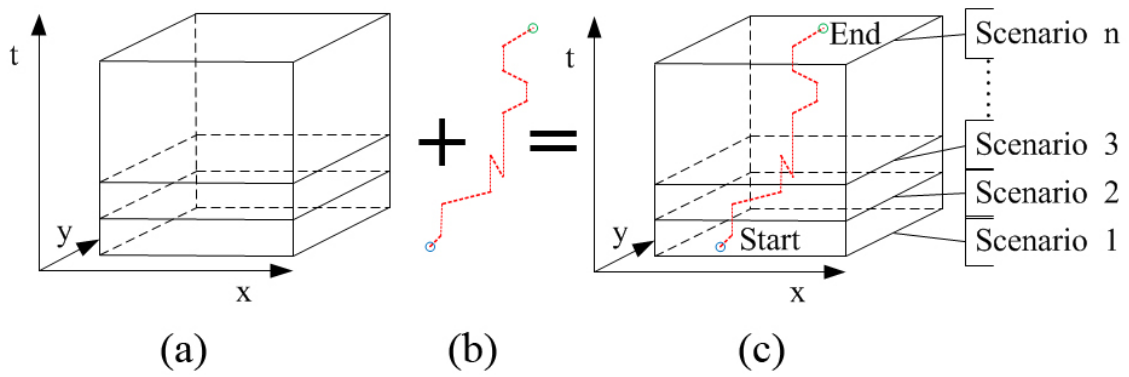 t
y
x
(a)
+
(b)
=
t
y
x
End
Start
Scenario n
Scenario 3
Scenario 2
Scenario 1
(c)